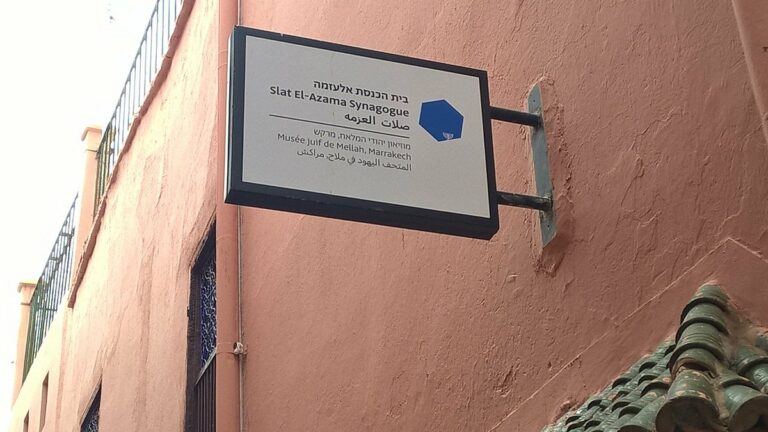 בית הכנסת אלעזמה
Slat El-Azama Synagogue
صلات العزمه
מוזיאון יהודי המלאח, מרקש
Musée Juif de Mellah, Marrakech
المتحف اليهود في ملاح, مراكش